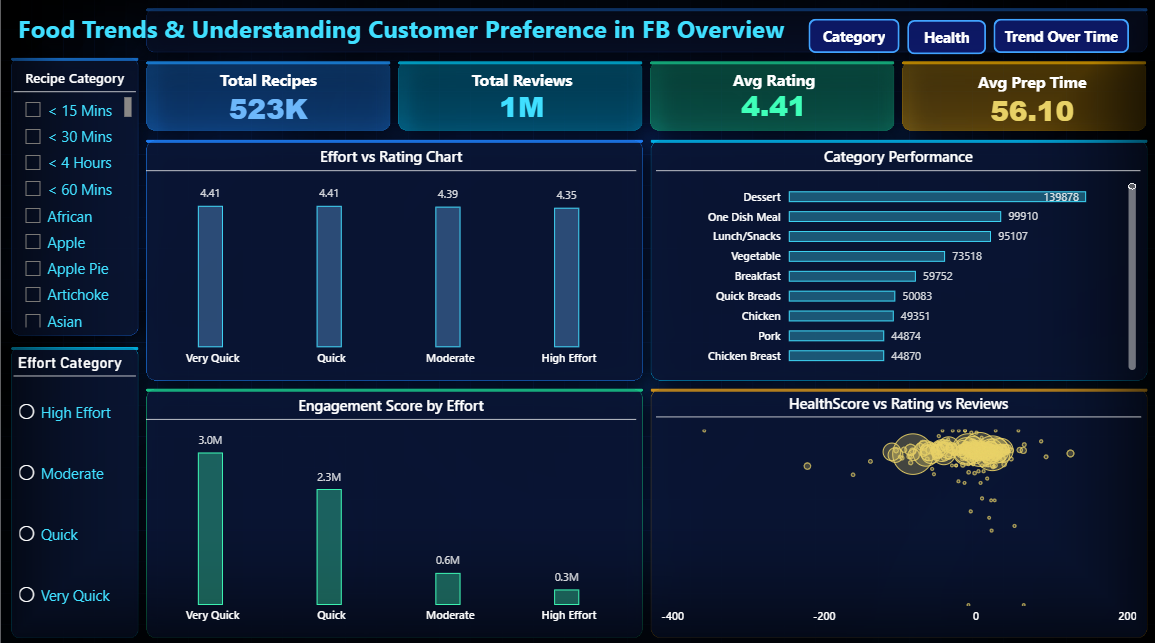 Food Trends & Understanding Customer Preference in FB Overview
Category
Health
Trend Over Time
Recipe Category
< 15 Mins
< 30 Mins
< 4 Hours
< 60 Mins
African
Apple
Apple Pie
Artichoke
Asian
Effort Category
High Effort
Moderate
Quick
Very Quick
Total Recipes
523K
Total Reviews
1M
Avg Rating
4.41
Avg Prep Time
56.10
Effort vs Rating Chart
4.41 4.41 4.39 4.35
Very Quick Quick Moderate High Effort
Category Performance
Dessert 139878
One Dish Meal 99910
Lunch/Snacks 95107
Vegetable 73518
Breakfast 59752
Quick Breads 50083
Chicken 49351
Pork 44874
Chicken Breast 44870
Engagement Score by Effort
3.0M 2.3M 0.6M 0.3M
Very Quick Quick Moderate High Effort
HealthScore vs Rating vs Reviews
-400 -200 0 200